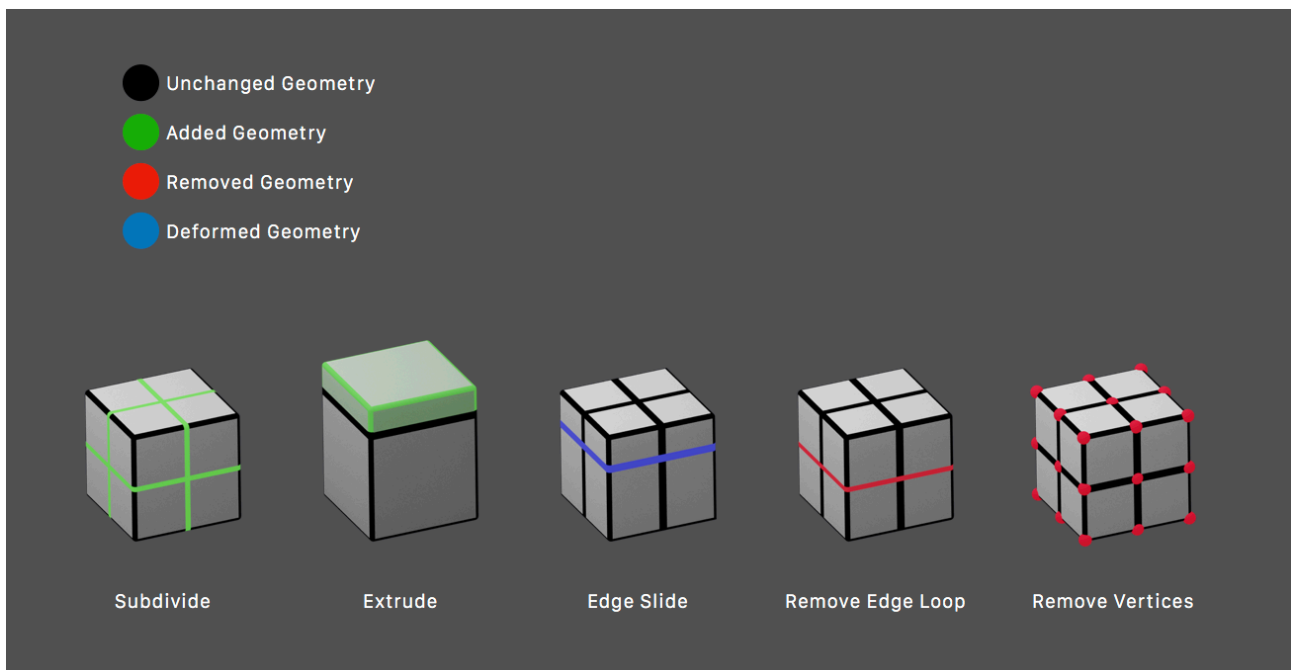 Unchanged Geometry
Added Geometry
Removed Geometry
Deformed Geometry
Subdivide
Extrude
Edge Slide
Remove Edge Loop
Remove Vertices